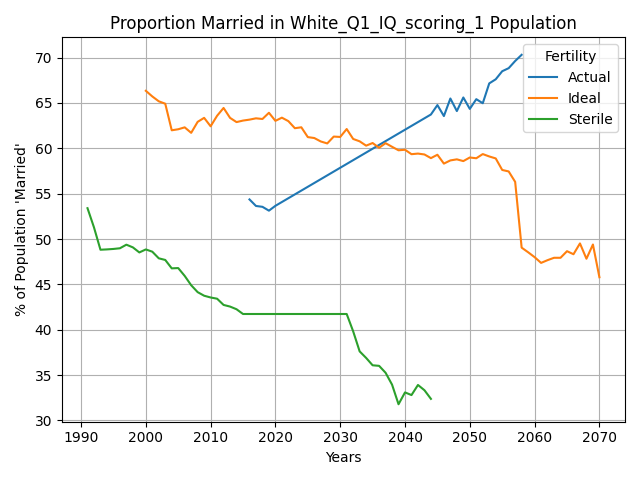 Proportion Married in White_Q1_IQ_scoring_1 Population
% of Population 'Married'
70
65
60
55
50
45
40
35
30
Fertility
Actual
Ideal
Sterile
1990 2000 2010 2020 2030 2040 2050 2060 2070
Years